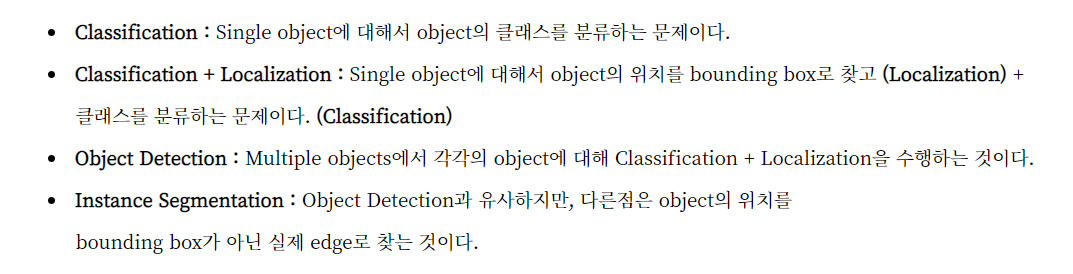 • Classification : Single object에 대해서 object의 클래스를 분류하는 문제이다.
• Classification + Localization : Single object에 대해서 object의 위치를 bounding box로 찾고 (Localization) +
클래스를 분류하는 문제이다. (Classification)
• Object Detection : Multiple objects에서 각각의 object에 대해 Classification + Localization을 수행하는 것이다.
• Instance Segmentation : Object Detection과 유사하지만, 다른점은 object의 위치를
bounding box가 아닌 실제 edge로 찾는 것이다.